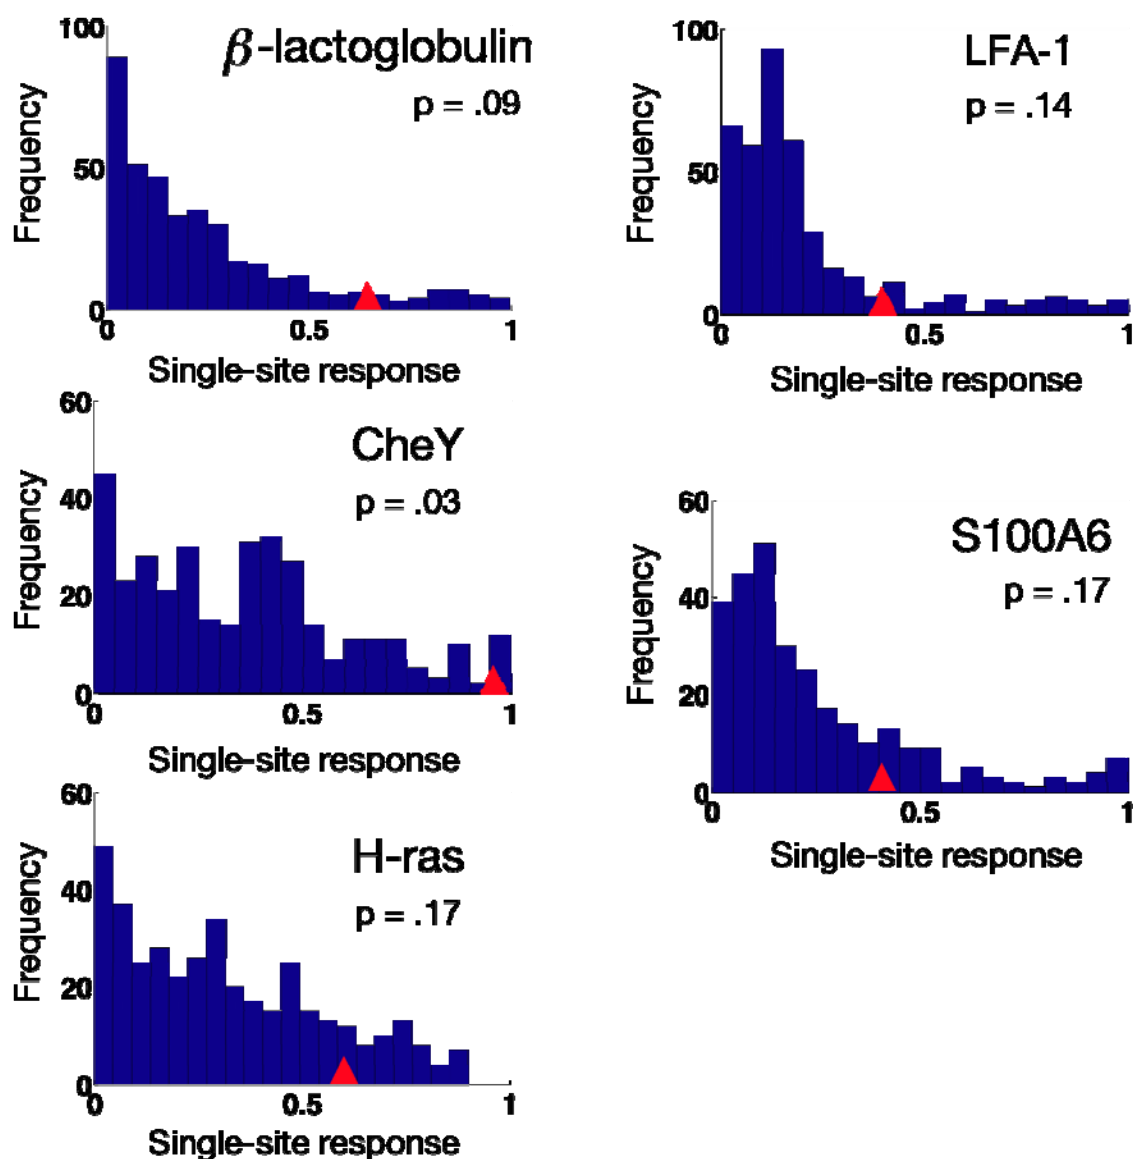 β-lactoglobulin
p = .09
100
50
0
Frequency
0 0.5 1
Single-site response
LFA-1
p = .14
100
50
0
Frequency
0 0.5 1
Single-site response
CheY
p = .03
60
40
20
0
Frequency
0 0.5 1
Single-site response
S100A6
p = .17
60
40
20
0
Frequency
0 0.5 1
Single-site response
H-ras
p = .17
60
40
20
0
Frequency
0 0.5 1
Single-site response